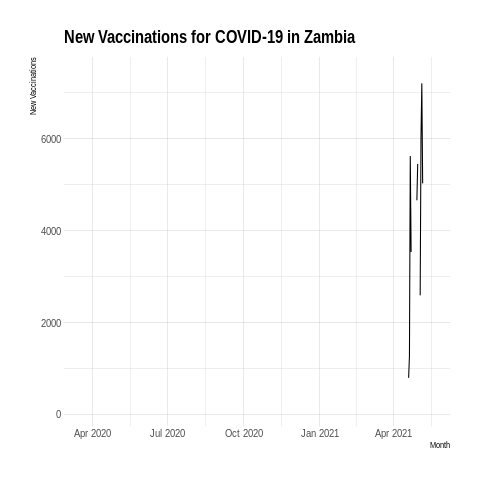 New Vaccinations for COVID-19 in Zambia
New Vaccinations
6000
4000
2000
0
Apr 2020 Jul 2020 Oct 2020 Jan 2021 Apr 2021
Month